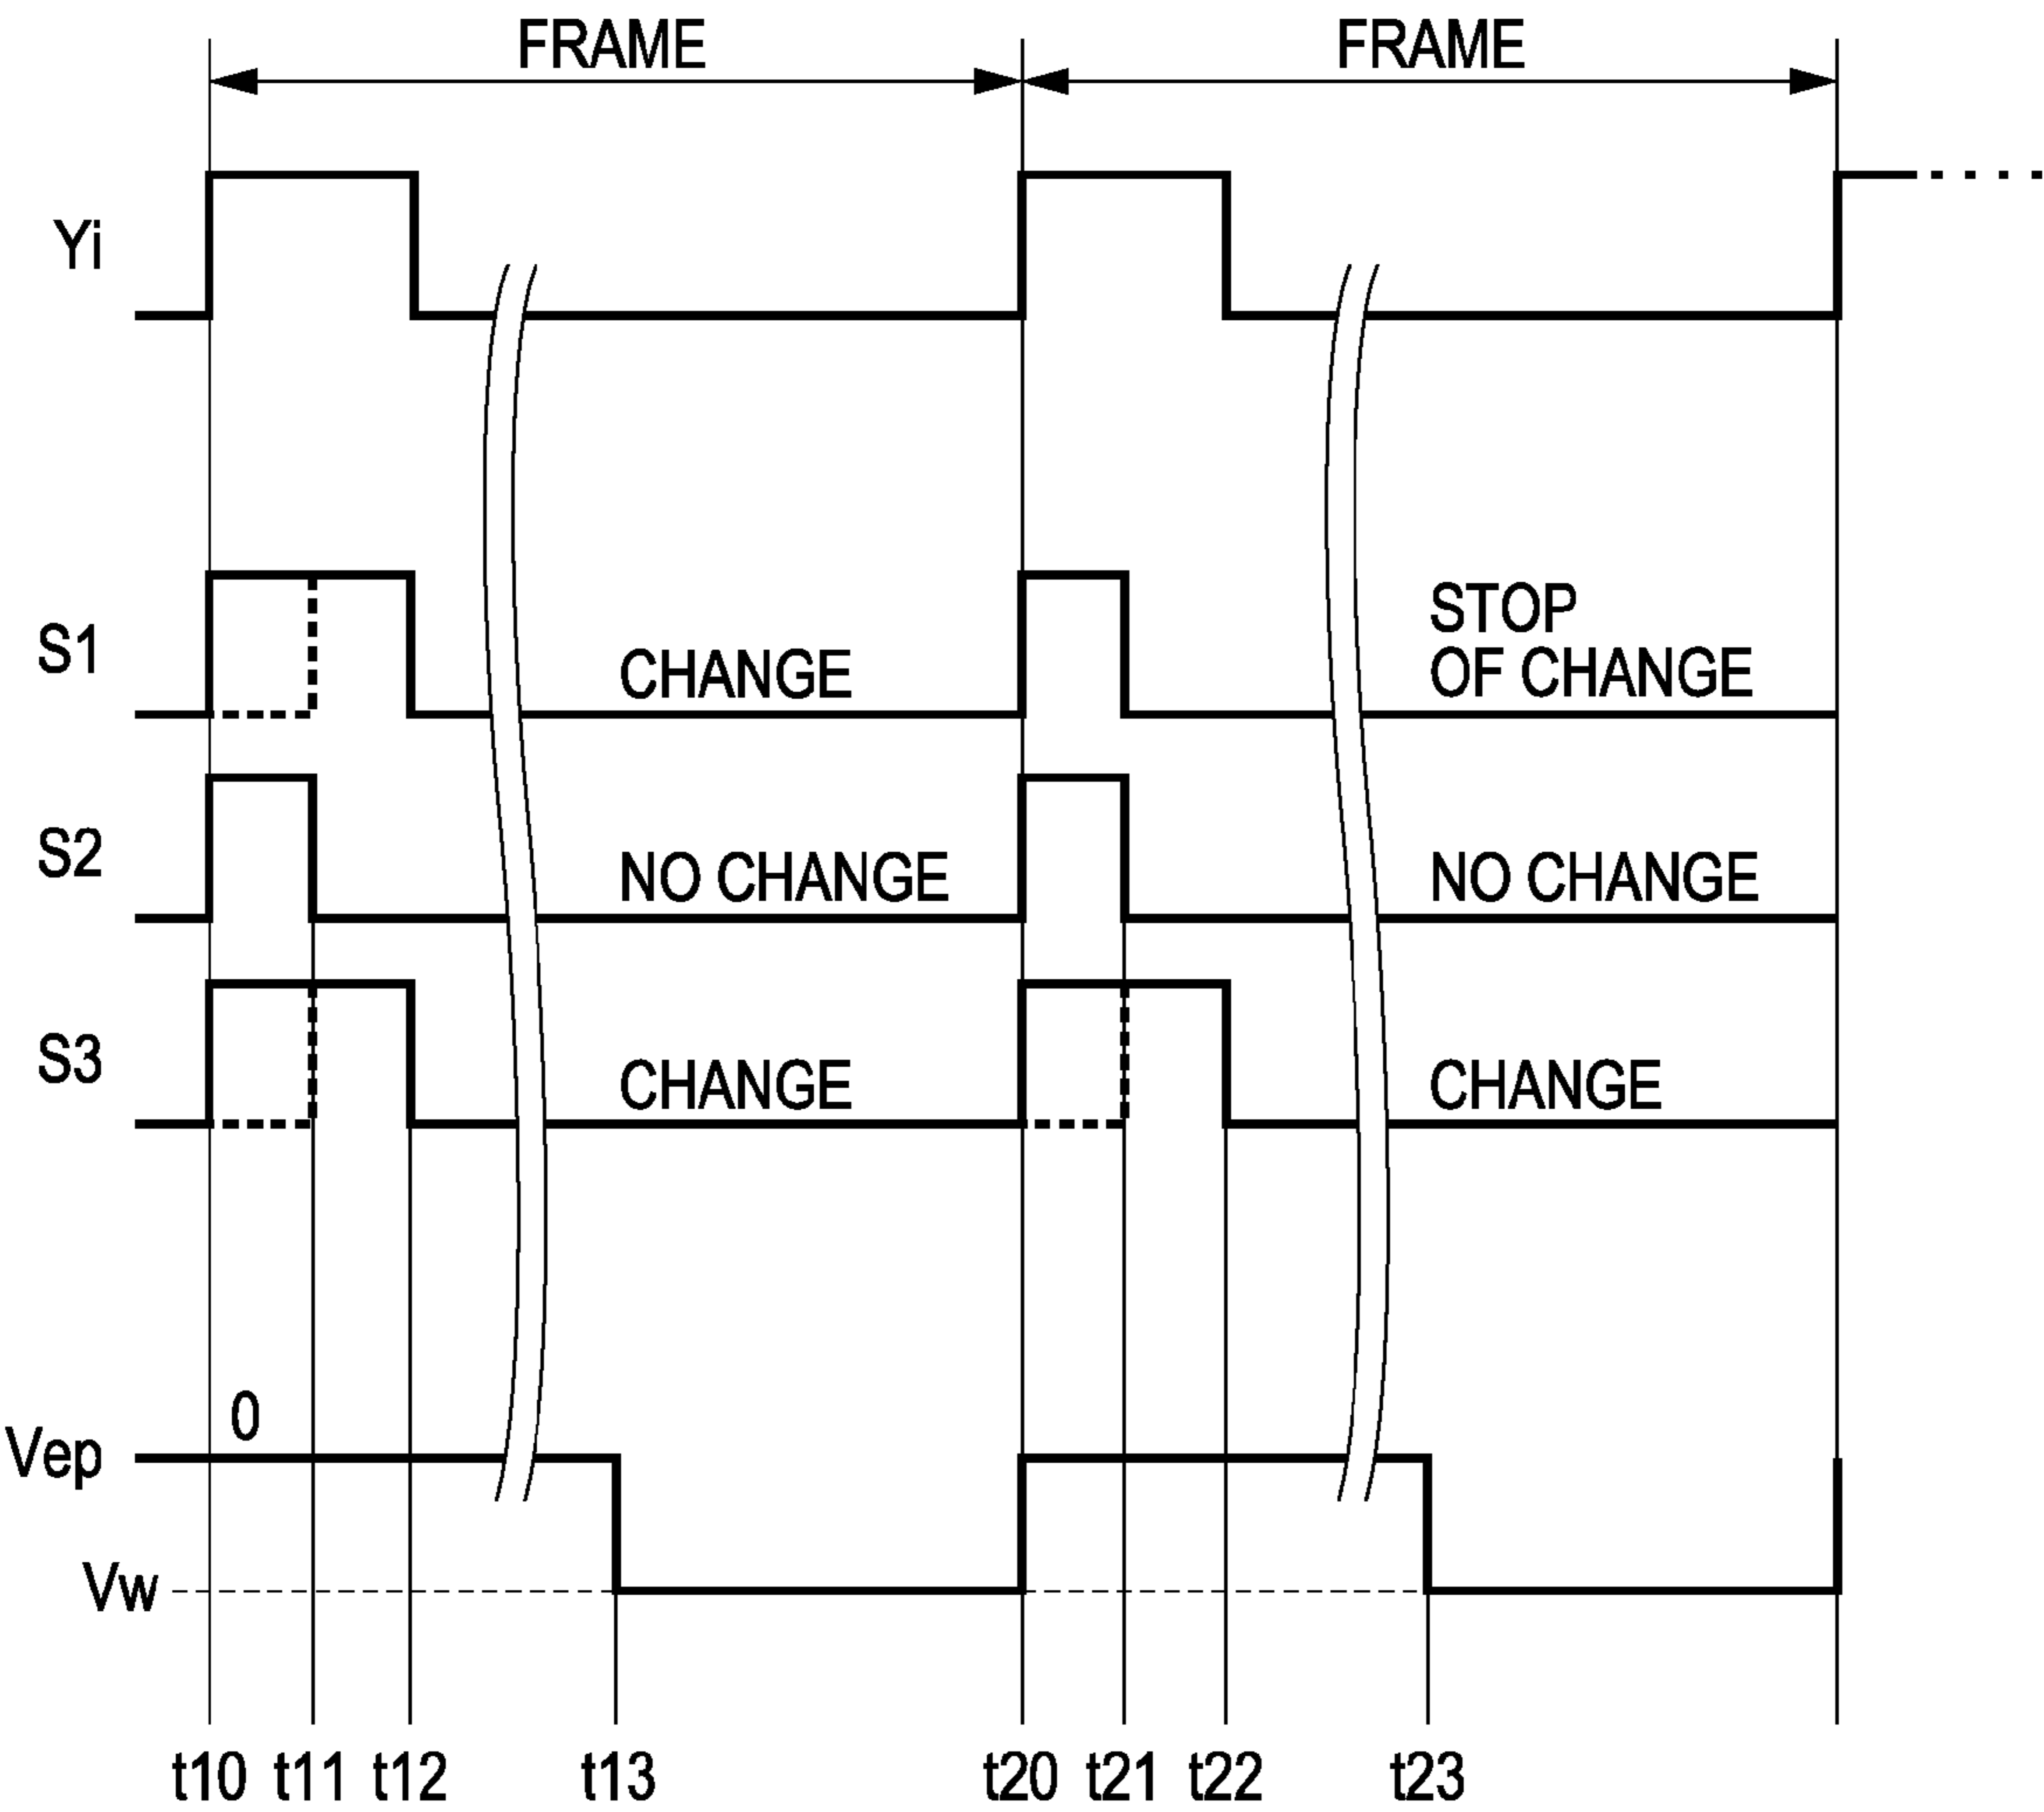 FRAME FRAME
Yi
S1 CHANGE STOP
OF CHANGE
S2 NO CHANGE NO CHANGE
S3 CHANGE CHANGE
0
Vep
Vw
t10 t11 t12 t13 t20 t21 t22 t23